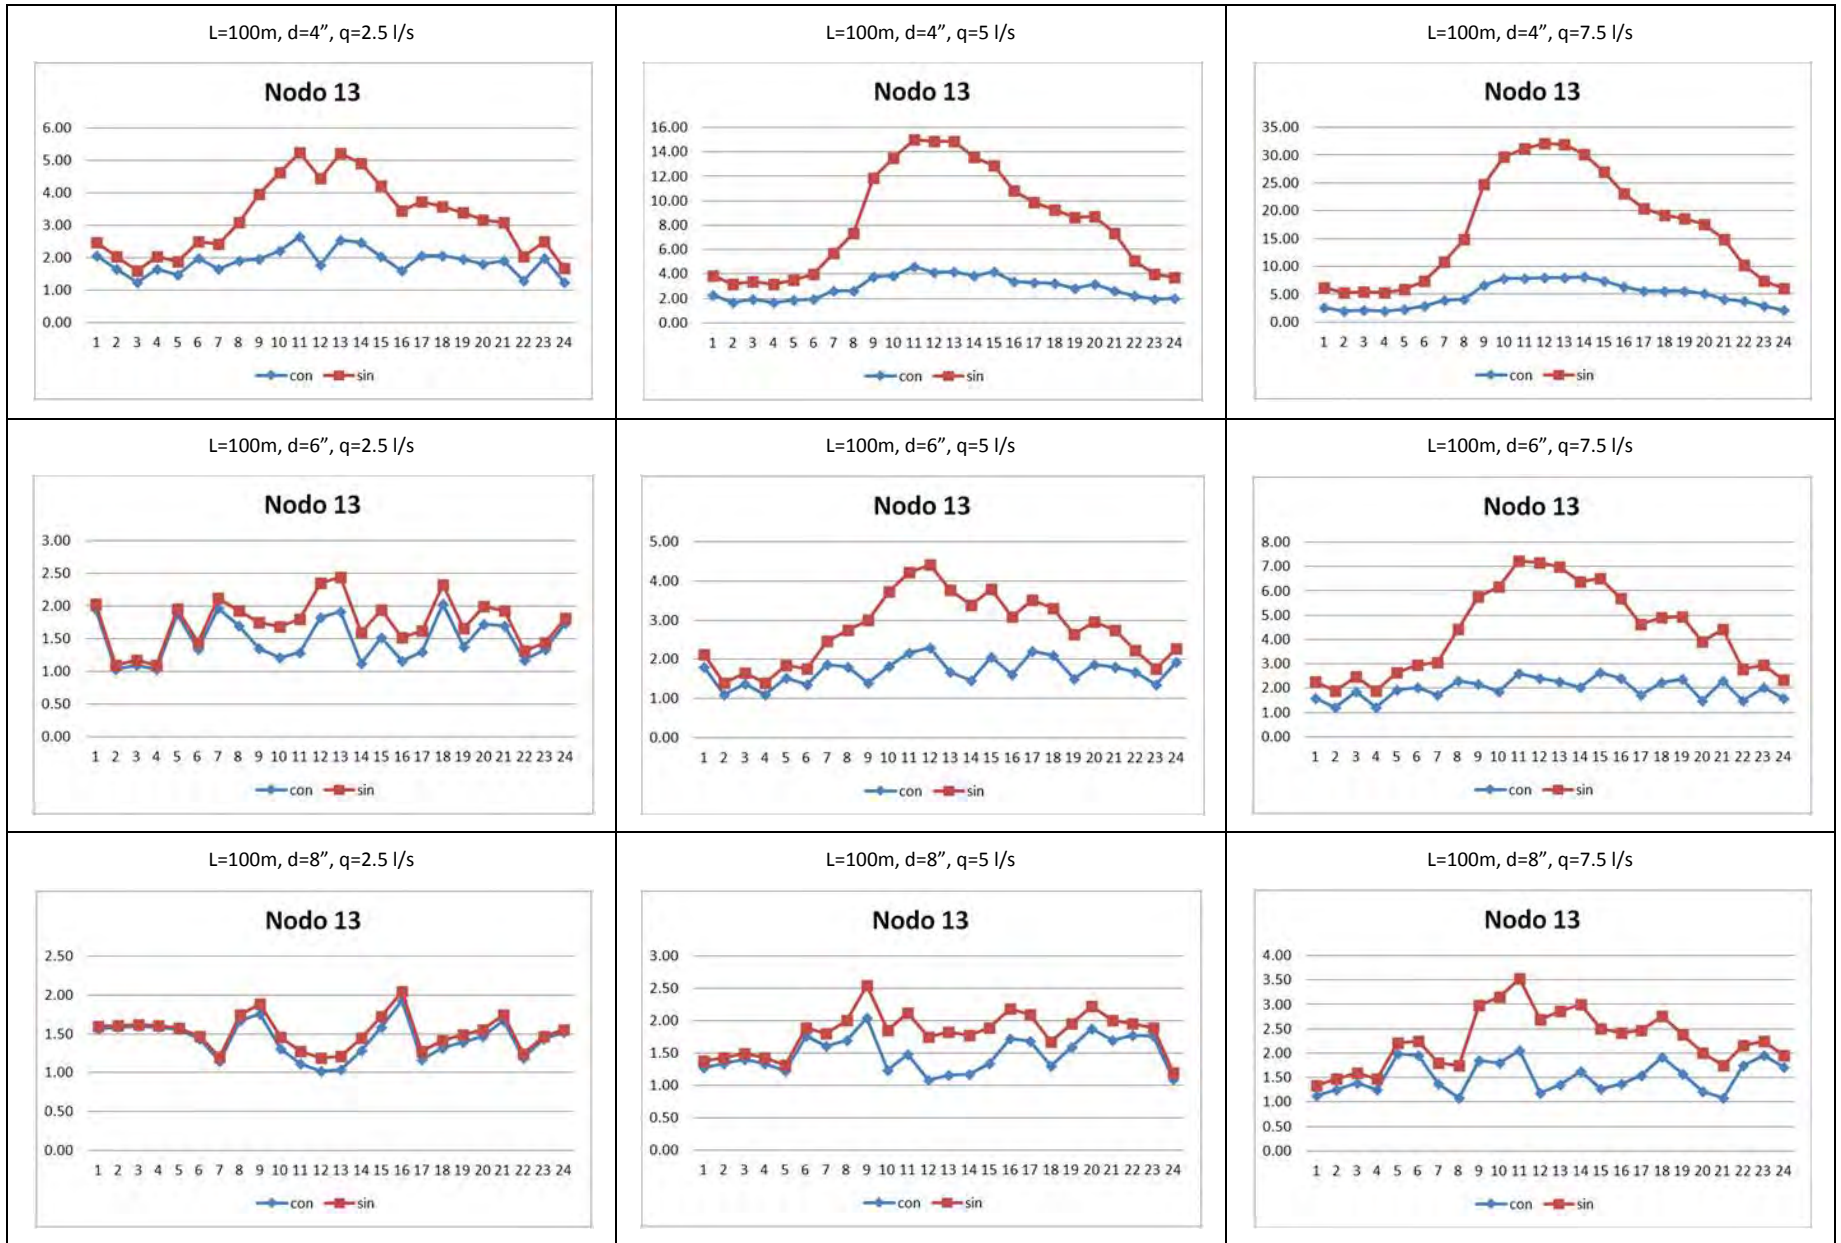 L=100m, d=4”, q=2.5 l/s
Nodo 13
6.00
5.00
4.00
3.00
2.00
1.00
0.00
1 2 3 4 5 6 7 8 9 10 11 12 13 14 15 16 17 18 19 20 21 22 23 24
con sin
L=100m, d=4”, q=5 l/s
Nodo 13
16.00
14.00
12.00
10.00
8.00
6.00
4.00
2.00
0.00
1 2 3 4 5 6 7 8 9 10 11 12 13 14 15 16 17 18 19 20 21 22 23 24
con sin
L=100m, d=4”, q=7.5 l/s
Nodo 13
35.00
30.00
25.00
20.00
15.00
10.00
5.00
0.00
1 2 3 4 5 6 7 8 9 10 11 12 13 14 15 16 17 18 19 20 21 22 23 24
con sin
L=100m, d=6”, q=2.5 l/s
Nodo 13
3.00
2.50
2.00
1.50
1.00
0.50
0.00
1 2 3 4 5 6 7 8 9 10 11 12 13 14 15 16 17 18 19 20 21 22 23 24
con sin
L=100m, d=6”, q=5 l/s
Nodo 13
5.00
4.00
3.00
2.00
1.00
0.00
1 2 3 4 5 6 7 8 9 10 11 12 13 14 15 16 17 18 19 20 21 22 23 24
con sin
L=100m, d=6”, q=7.5 l/s
Nodo 13
8.00
7.00
6.00
5.00
4.00
3.00
2.00
1.00
0.00
1 2 3 4 5 6 7 8 9 10 11 12 13 14 15 16 17 18 19 20 21 22 23 24
con sin
L=100m, d=8”, q=2.5 l/s
Nodo 13
2.50
2.00
1.50
1.00
0.50
0.00
1 2 3 4 5 6 7 8 9 10 11 12 13 14 15 16 17 18 19 20 21 22 23 24
con sin
L=100m, d=8”, q=5 l/s
Nodo 13
3.00
2.50
2.00
1.50
1.00
0.50
0.00
1 2 3 4 5 6 7 8 9 10 11 12 13 14 15 16 17 18 19 20 21 22 23 24
con sin
L=100m, d=8”, q=7.5 l/s
Nodo 13
4.00
3.50
3.00
2.50
2.00
1.50
1.00
0.50
0.00
1 2 3 4 5 6 7 8 9 10 11 12 13 14 15 16 17 18 19 20 21 22 23 24
con sin